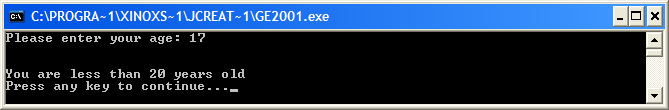 C:\PROGRA~1\XINOXS~1\JCREAT~1\GE2001.exe
Please enter your age: 17
You are less than 20 years old
Press any key to continue..._